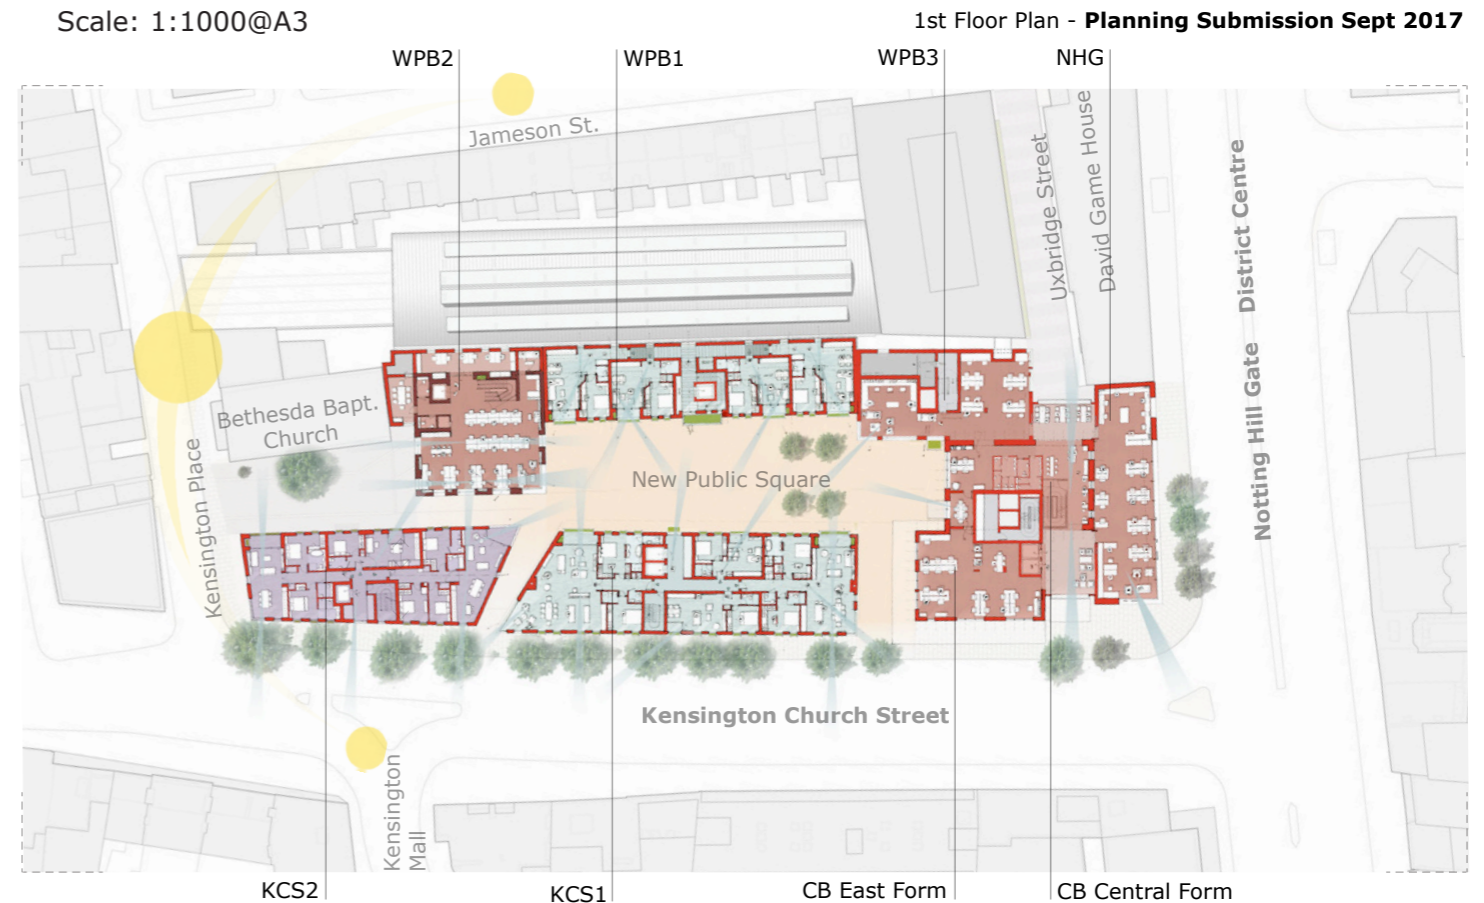 Scale: 1:1000@A3
1st Floor Plan - Planning Submission Sept 2017
WPB2
WPB1
WPB3
NHG
Jameson St.
Uxbridge Street
David Game House
Notting Hill Gate District Centre
Bethesda Bapt.
Church
Kensington Place
New Public Square
Kensington Church Street
Kensington
Mall
KCS2
KCS1
CB East Form
CB Central Form